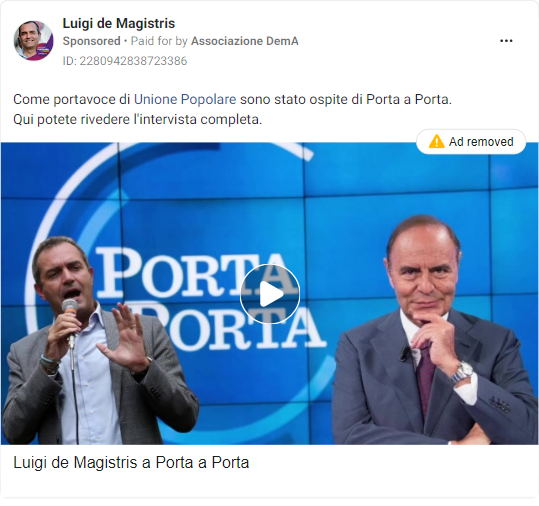 Luigi de Magistris
Sponsored • Paid for by Associazione DemA
ID: 2280942838723386
Come portavoce di Unione Popolare sono stato ospite di Porta a Porta.
Qui potete rivedere l'intervista completa.
Ad removed
PORTA
PORTA
Luigi de Magistris a Porta a Porta